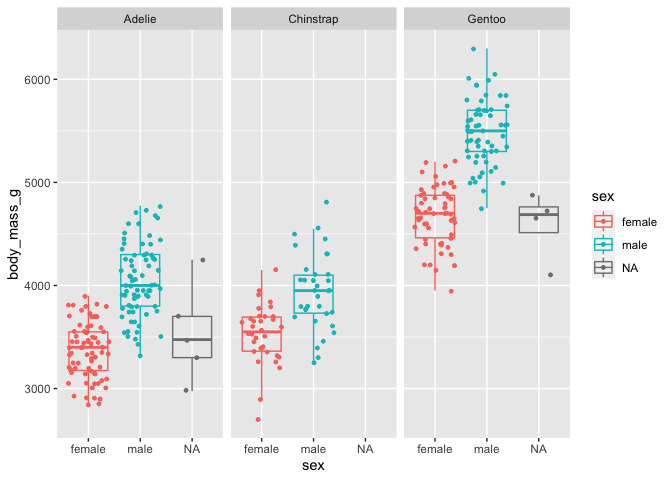 Adelie
Chinstrap
Gentoo
body_mass_g
6000
5000
4000
3000
female
male
NA
female
male
NA
female
male
NA
sex
sex
female
male
NA